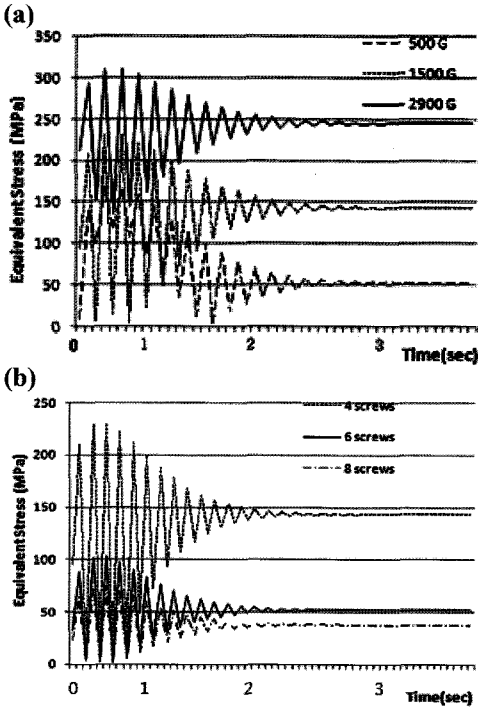 (a)
350
300
250
200
150
100
50
0
Equivalent Stress (MPa)
500 G
1500 G
2900 G
0 1 2 3 Time(sec)
(b)
250
200
150
100
50
0
Equivalent Stress (MPa)
4 screws
6 screws
8 screws
0 1 2 3 Time(sec)